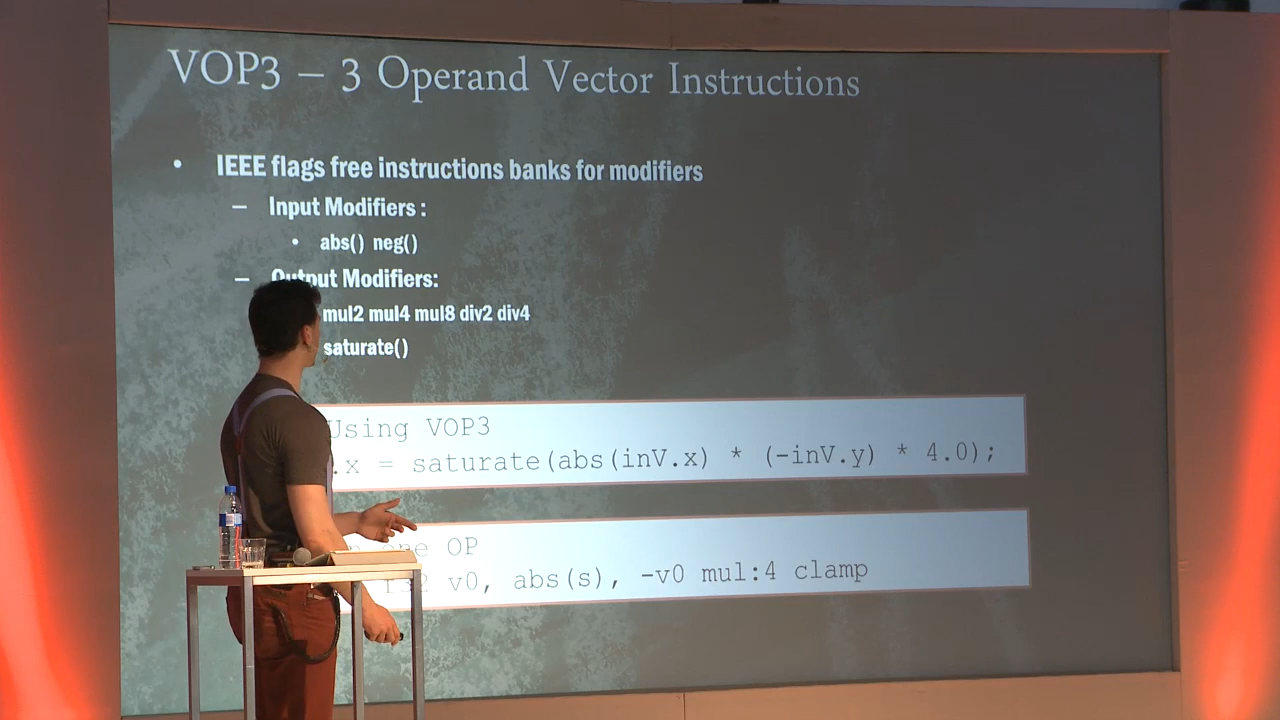 VOP3 – 3 Operand Vector Instructions
• IEEE flags free instructions banks for modifiers
– Input Modifiers :
• abs() neg()
– Output Modifiers:
mul2 mul4 mul8 div2 div4
saturate()
Using VOP3
.x = saturate(abs(inV.x) * (-inV.y) * 4.0);
one OP
v0, abs(s), -v0 mul:4 clamp